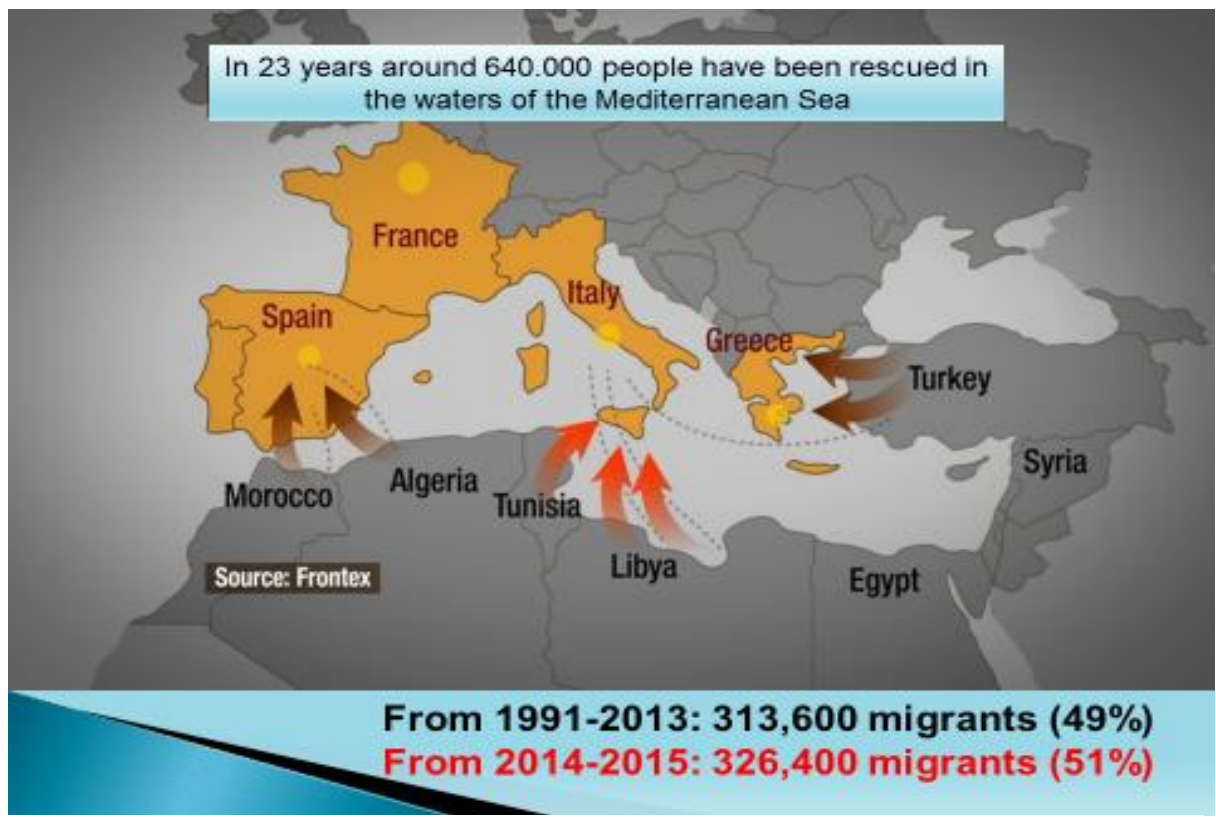 In 23 years around 640.000 people have been rescued in
the waters of the Mediterranean Sea
France
Italy
Spain
Greece
Turkey
Syria
Algeria
Morocco
Tunisia
Libya
Egypt
Source: Frontex
From 1991-2013: 313,600 migrants (49%)
From 2014-2015: 326,400 migrants (51%)